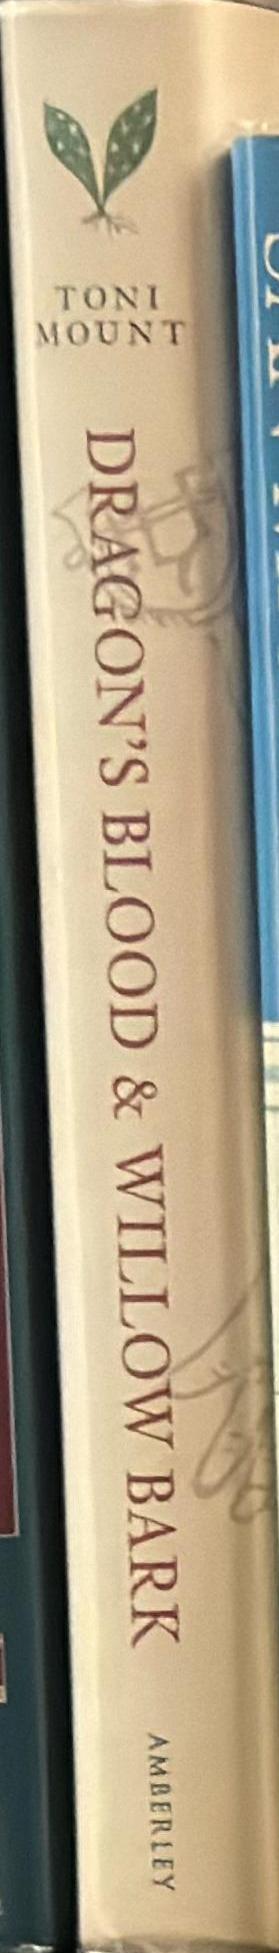 TONI
MOUNT
DRAGON'S BLOOD & WILLOW BARK
AMBERLEY